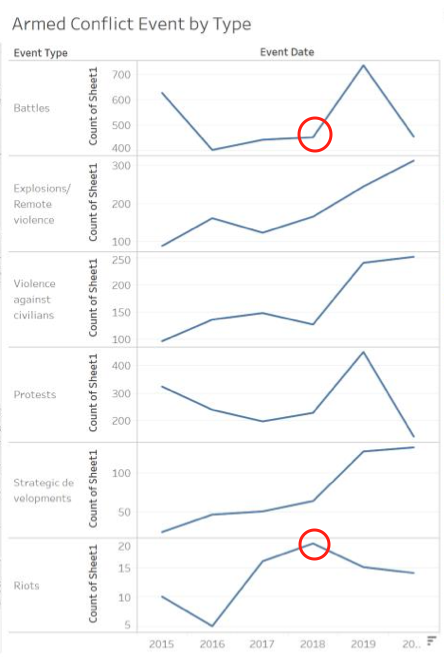 Armed Conflict Event by Type
Event Type
Event Date
Battles
Count of Sheet1
700
600
500
400
Explosions/
Remote
violence
Count of Sheet1
300
200
100
Violence
against
civilians
Count of Sheet1
250
200
150
100
Protests
Count of Sheet1
400
300
200
Strategic de
velopments
Count of Sheet1
100
50
Riots
Count of Sheet1
20
15
10
5
2015 2016 2017 2018 2019 20..